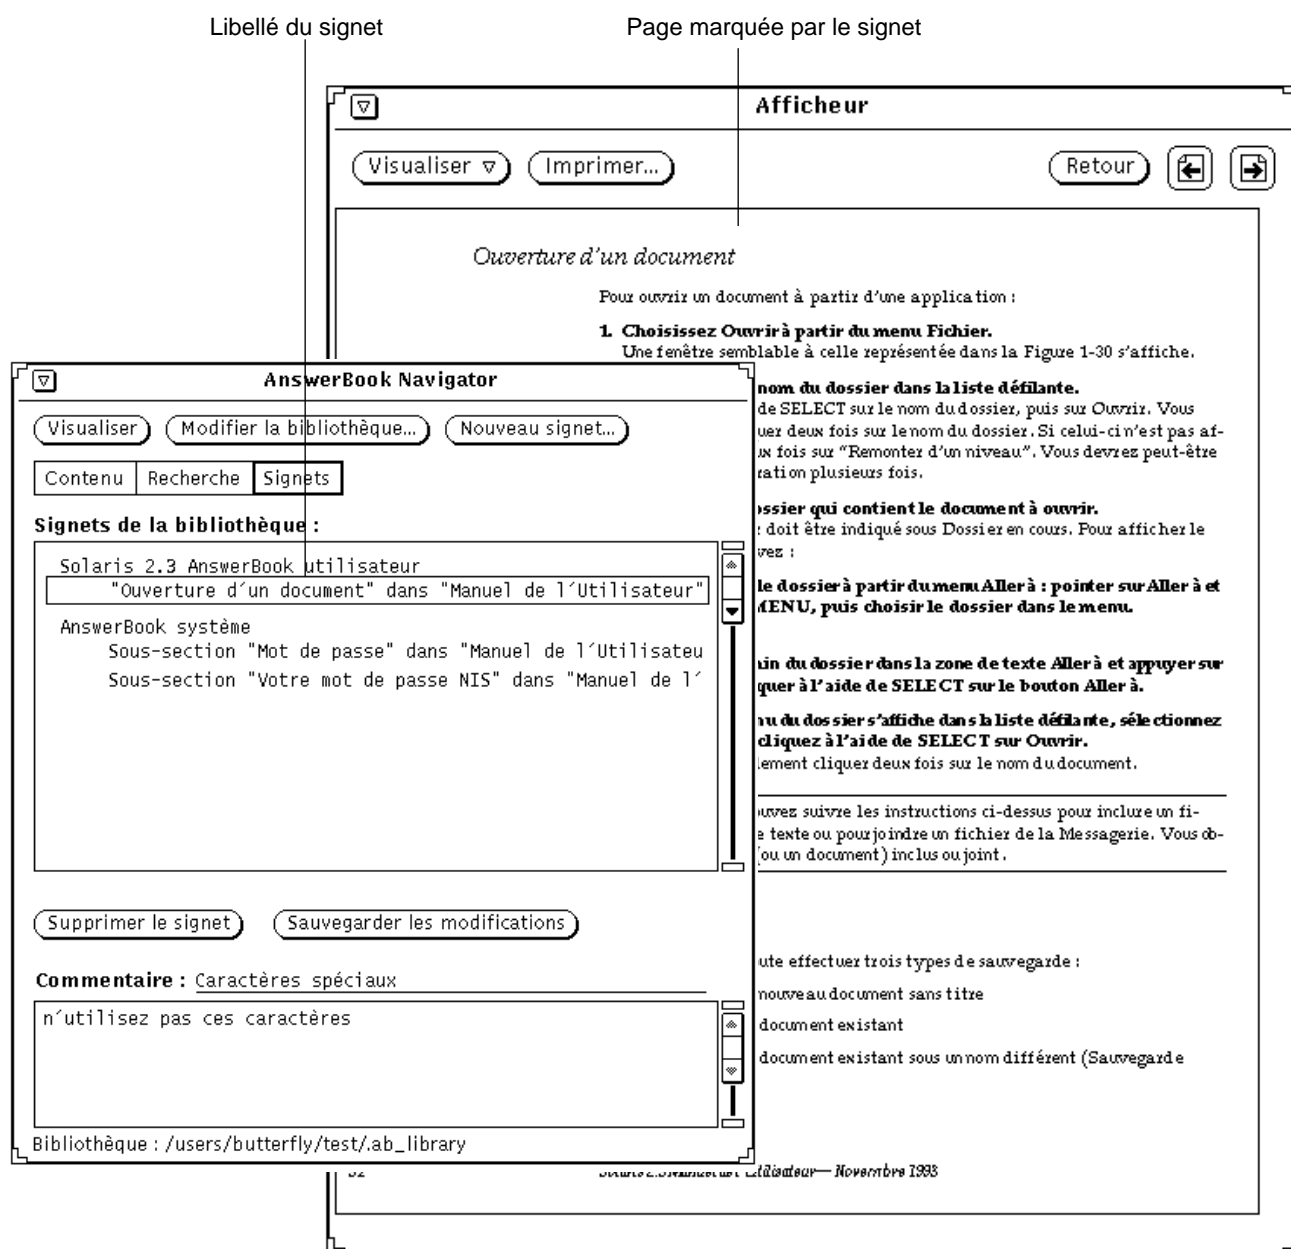 Libellé du signet
Page marquée par le signet
Afficheur
Visualiser
Imprimer...
Retour
Ouverture d'un document
Pour ouvrir un document à partir d'une application :
1. Choisissez Ouvrir à partir du menu Fichier.
Une fenêtre semblable à celle représentée dans la Figure 1-30 s'affiche.
nom du dossier dans la liste défilante.
de SELECT sur le nom du dossier, puis sur Ouvrir. Vous
uer deux fois sur le nom du dossier. Si celui-ci n'est pas af-
ux fois sur "Remonter d'un niveau". Vous devrez peut-être
ration plusieurs fois.
ossier qui contient le document à ouvrir.
r doit être indiqué sous Dossier en cours. Pour afficher le
vez :
le dossier à partir du menu Aller à : pointer sur Aller à et
MENU, puis choisir le dossier dans le menu.
in du dossier dans la zone de texte Aller à et appuyer sur
quer à l'aide de SELECT sur le bouton Aller à.
nu du dossier s'affiche dans la liste défilante, sélectionnez
cliquez à l'aide de SELECT sur Ouvrir.
lement cliquer deux fois sur le nom du document.
ouvez suivre les instructions ci-dessus pour inclure un fi-
e texte ou pour joindre un fichier de la Messagerie. Vous ob-
(ou un document) inclus ou joint.
ute effectuer trois types de sauvegarde :
nouveau document sans titre
document existant
document existant sous un nom différent (Sauvegarde
Utilisateur— Novembre 1993
AnswerBook Navigator
Visualiser
Modifier la bibliothèque...
Nouveau signet...
Contenu
Recherche
Signets
Signets de la bibliothèque :
Solaris 2.3 AnswerBook utilisateur
"Ouverture d´un document" dans "Manuel de l´Utilisateur"
AnswerBook système
Sous-section "Mot de passe" dans "Manuel de l´Utilisateu
Sous-section "Votre mot de passe NIS" dans "Manuel de l´
Supprimer le signet
Sauvegarder les modifications
Commentaire : Caractères spéciaux
n´utilisez pas ces caractères
Bibliothèque : /users/butterfly/test/.ab_library